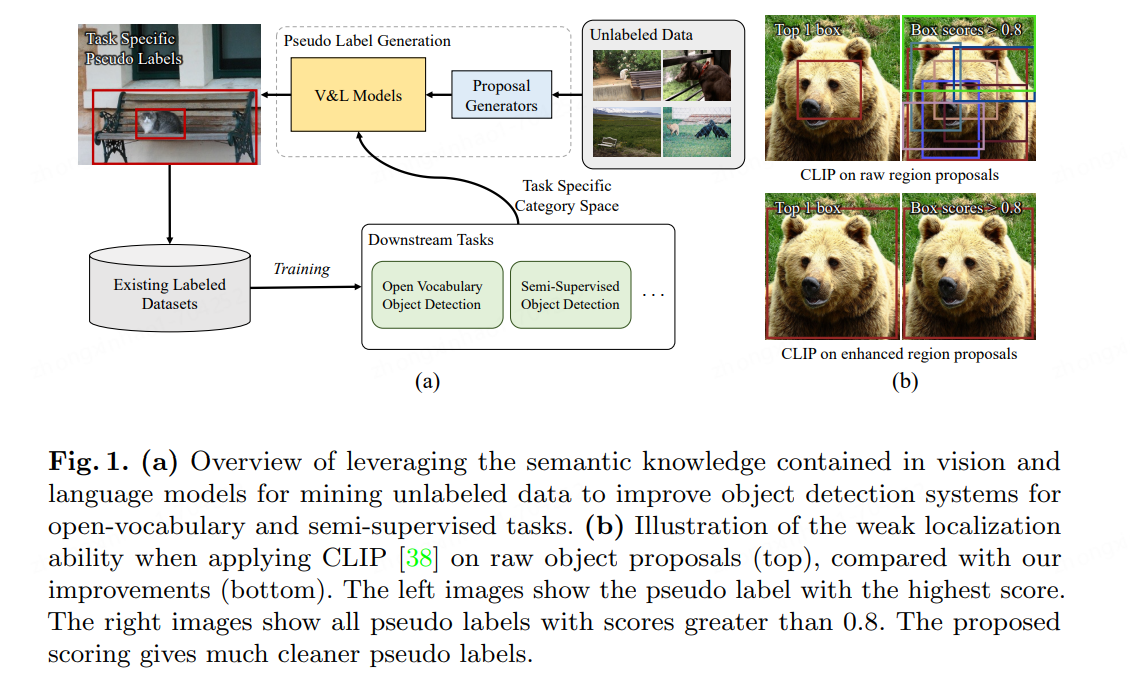 Task Specific
Pseudo Labels
Pseudo Label Generation
V&L Models
Proposal
Generators
Unlabeled Data
Task Specific
Category Space
Existing Labeled
Datasets
Training
Downstream Tasks
Open Vocabulary
Object Detection
Semi-Supervised
Object Detection
...
(a)
Top 1 box
Box scores > 0.8
CLIP on raw region proposals
Top 1 box
Box scores > 0.8
CLIP on enhanced region proposals
(b)
Fig. 1. (a) Overview of leveraging the semantic knowledge contained in vision and
language models for mining unlabeled data to improve object detection systems for
open-vocabulary and semi-supervised tasks. (b) Illustration of the weak localization
ability when applying CLIP [38] on raw object proposals (top), compared with our
improvements (bottom). The left images show the pseudo label with the highest score.
The right images show all pseudo labels with scores greater than 0.8. The proposed
scoring gives much cleaner pseudo labels.